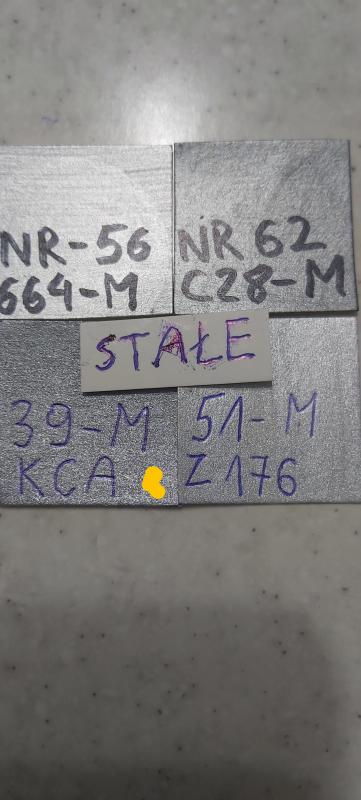 NR-56
664-M
NR 62
C28-M
STAŁE
39-M
KCA
51-M
Z176